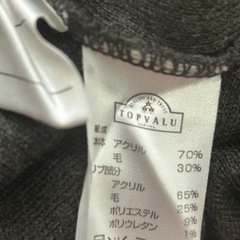 TOPVALU
組成
本体 アクリル 70%
毛 30%
リブ部分
アクリル 65%
毛 25%
ポリエステル 9%
ポリウレタン 1%